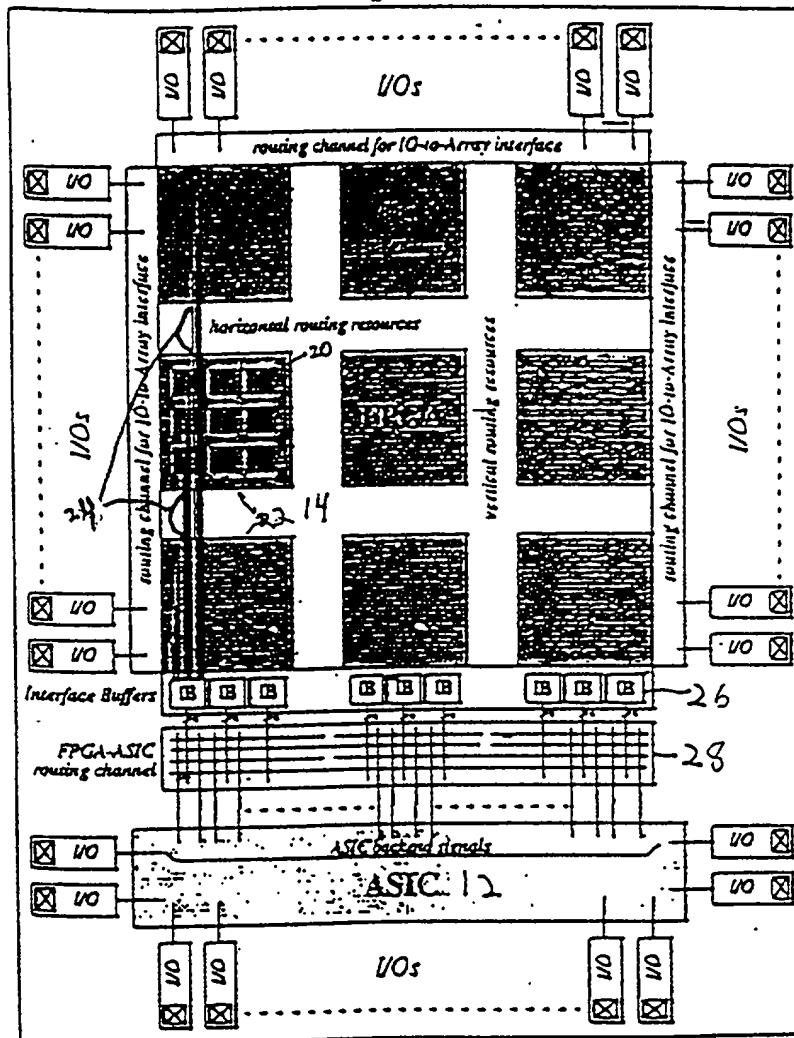 I/O I/O I/O I/O
I/Os
routing channel for IO-to-Array interface
I/O I/O
I/O I/O
routing channel for IO-to-Array interface
routing channel for IO-to-Array interface
horizontal routing resources
20
FPGA
vertical routing resources
I/Os
I/Os
24
22 14
I/O I/O
I/O I/O
Interface Buffers
IB IB IB IB IB IB IB IB IB
26
FPGA-ASIC
routing channel
28
ASIC backend signals
I/O I/O
ASIC 12
I/O I/O
I/Os
I/O I/O I/O I/O